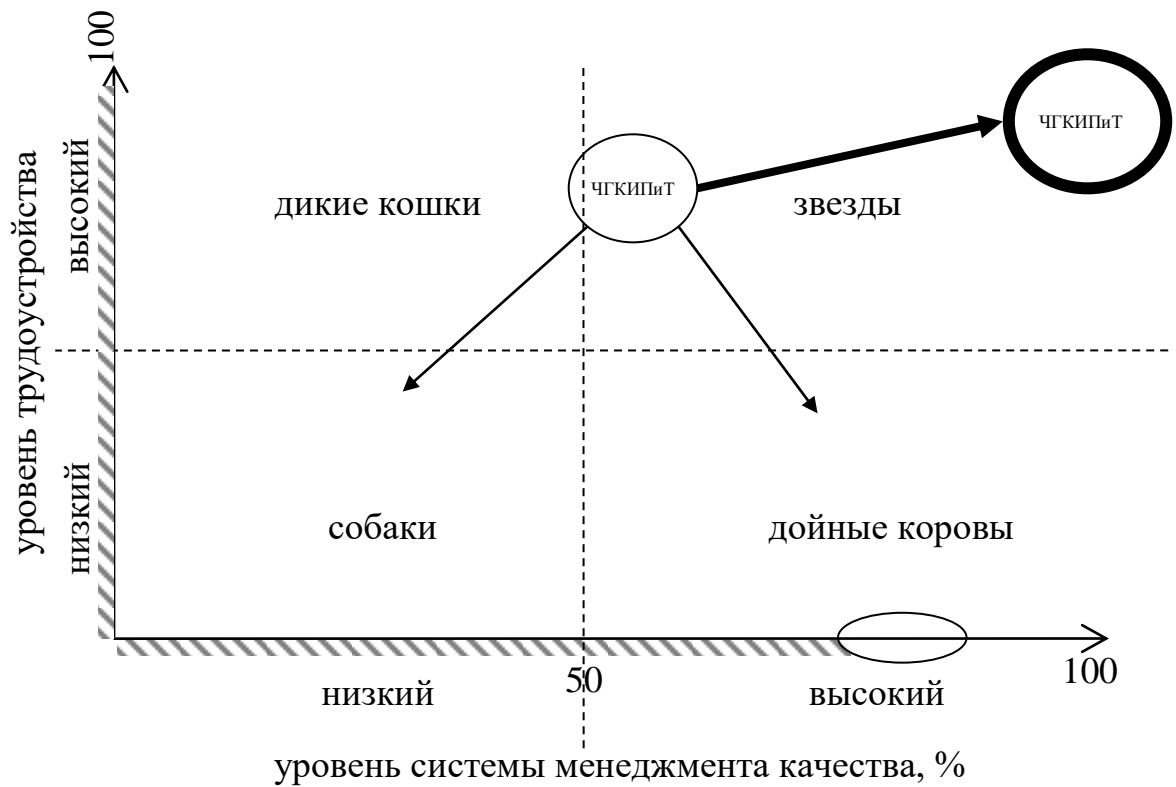 100
уровень трудоустройства
высокий
низкий
ЧГКИПиТ
ЧГКИПиТ
дикие кошки
звезды
собаки
дойные коровы
50
100
низкий
высокий
уровень системы менеджмента качества, %